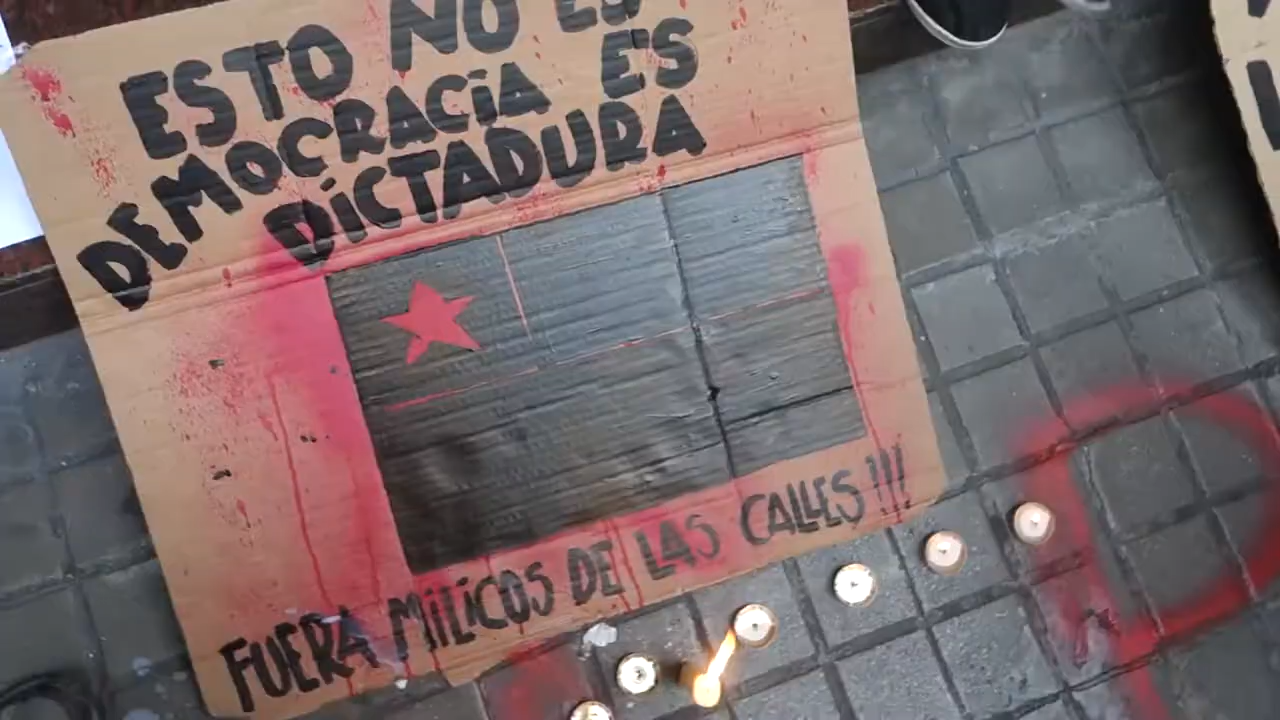 ESTO NO ES
DEMOCRACIA ES
DICTADURA
FUERA MILICOS DE LAS CALLES!!!